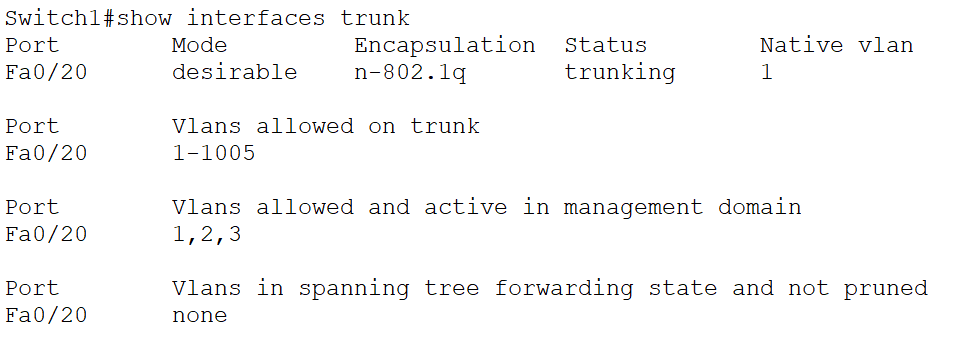 Switch1#show interfaces trunk
Port Mode Encapsulation Status Native vlan
Fa0/20 desirable n-802.1q trunking 1
Port Vlans allowed on trunk
Fa0/20 1-1005
Port Vlans allowed and active in management domain
Fa0/20 1,2,3
Port Vlans in spanning tree forwarding state and not pruned
Fa0/20 none